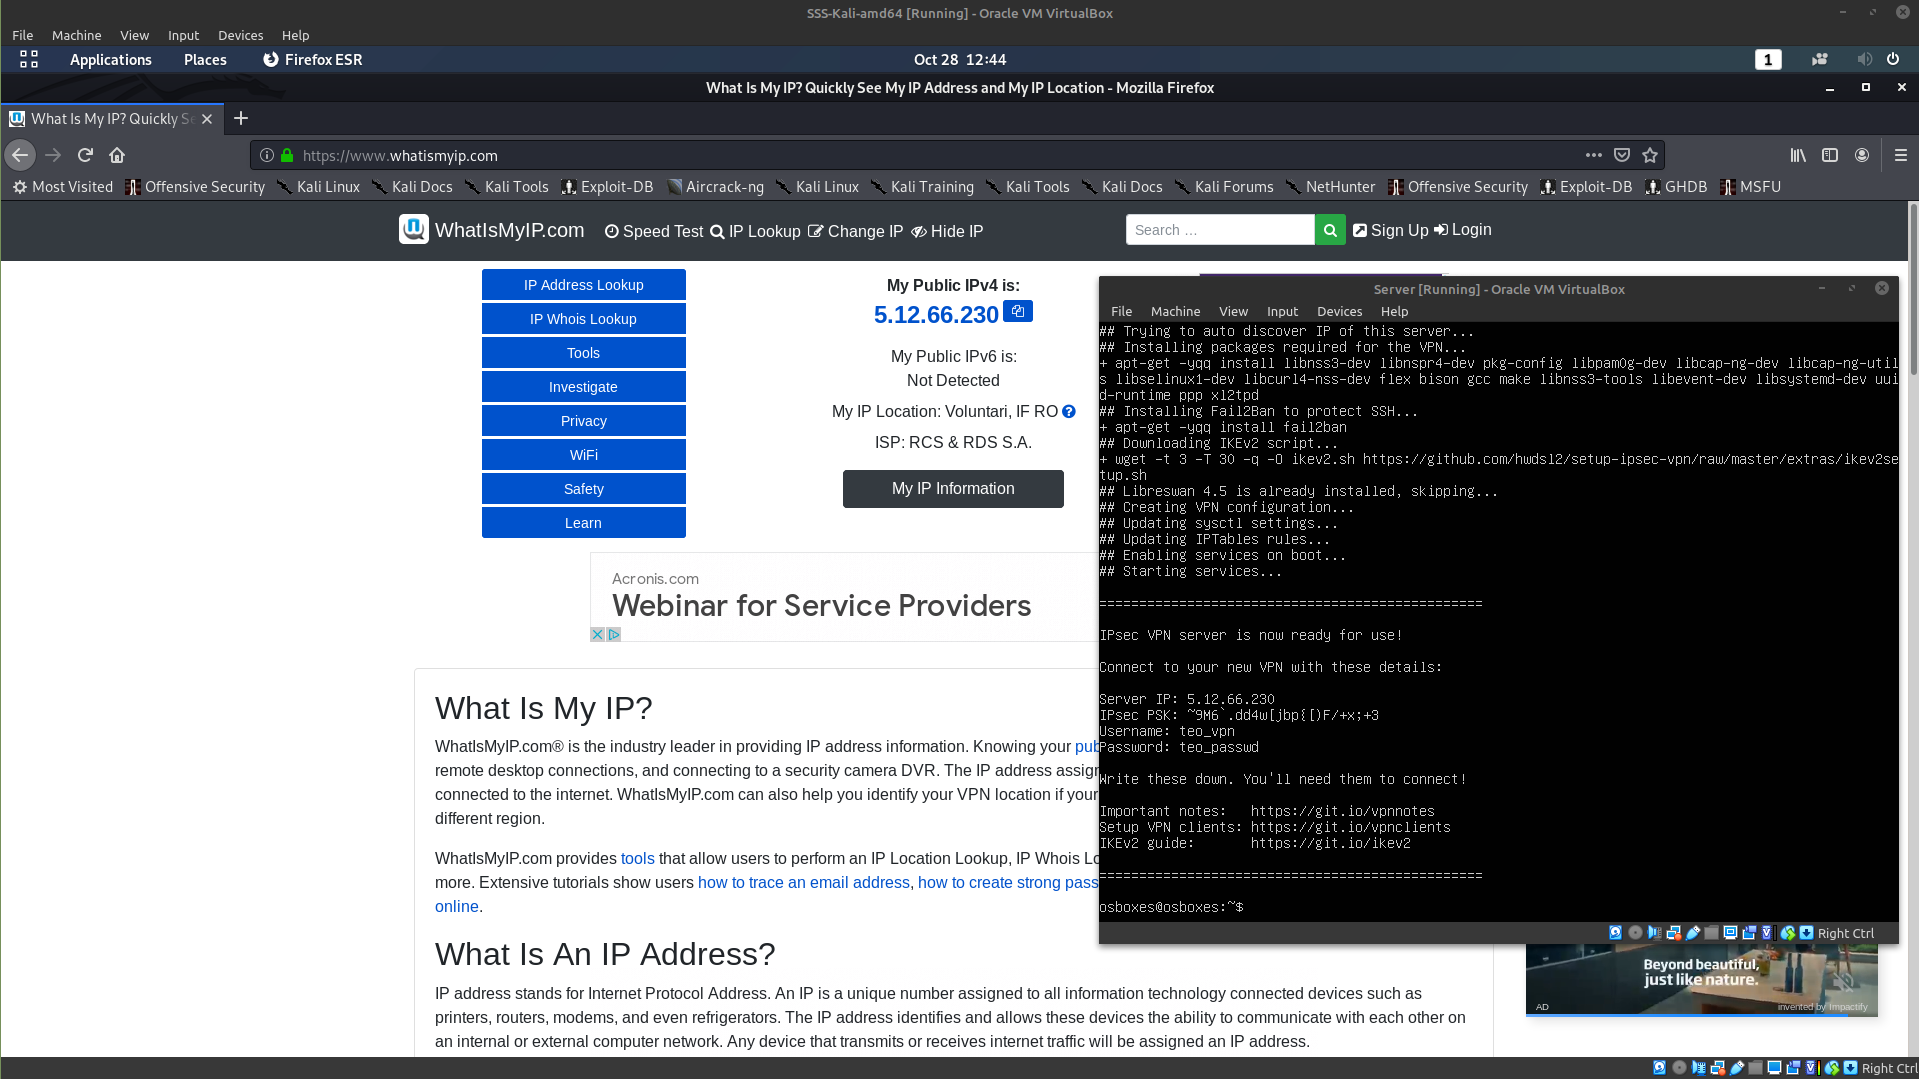 SSS-Kali-amd64 [Running] - Oracle VM VirtualBox
File Machine View Input Devices Help
Applications Places Firefox ESR Oct 28 12:44 1
What Is My IP? Quickly See My IP Address and My IP Location - Mozilla Firefox
What Is My IP? Quickly Se
https://www.whatismyip.com
Most Visited Offensive Security Kali Linux Kali Docs Kali Tools Exploit-DB Aircrack-ng Kali Linux Kali Training Kali Tools Kali Docs Kali Forums NetHunter Offensive Security Exploit-DB GHDB MSFU
WhatIsMyIP.com Speed Test IP Lookup Change IP Hide IP Search … Sign Up Login
IP Address Lookup
IP Whois Lookup
Tools
Investigate
Privacy
WiFi
Safety
Learn
My Public IPv4 is:
5.12.66.230
My Public IPv6 is:
Not Detected
My IP Location: Voluntari, IF RO
ISP: RCS & RDS S.A.
My IP Information
Acronis.com
Webinar for Service Providers
What Is My IP?
WhatIsMyIP.com® is the industry leader in providing IP address information. Knowing your pub
remote desktop connections, and connecting to a security camera DVR. The IP address assig
connected to the internet. WhatIsMyIP.com can also help you identify your VPN location if your
different region.
WhatIsMyIP.com provides tools that allow users to perform an IP Location Lookup, IP Whois Lo
more. Extensive tutorials show users how to trace an email address, how to create strong pass
online.
What Is An IP Address?
IP address stands for Internet Protocol Address. An IP is a unique number assigned to all information technology connected devices such as
printers, routers, modems, and even refrigerators. The IP address identifies and allows these devices the ability to communicate with each other on
an internal or external computer network. Any device that transmits or receives internet traffic will be assigned an IP address.
Server [Running] - Oracle VM VirtualBox
File Machine View Input Devices Help
## Trying to auto discover IP of this server...
## Installing packages required for the VPN...
+ apt-get -yqq install libnss3-dev libnspr4-dev pkg-config libpam0g-dev libcap-ng-dev libcap-ng-util
s libselinux1-dev libcurl4-nss-dev flex bison gcc make libnss3-tools libevent-dev libsystemd-dev uui
d-runtime ppp xl2tpd
## Installing Fail2Ban to protect SSH...
+ apt-get -yqq install fail2ban
## Downloading IKEv2 script...
+ wget -t 3 -T 30 -q -O ikev2.sh https://github.com/hwdsl2/setup-ipsec-vpn/raw/master/extras/ikev2se
tup.sh
## Libreswan 4.5 is already installed, skipping...
## Creating VPN configuration...
## Updating sysctl settings...
## Updating IPTables rules...
## Enabling services on boot...
## Starting services...
================================================
IPsec VPN server is now ready for use!
Connect to your new VPN with these details:
Server IP: 5.12.66.230
IPsec PSK: ~9M6`.dd4w[jbp{[)F/+x;+3
Username: teo_vpn
Password: teo_passwd
Write these down. You'll need them to connect!
Important notes: https://git.io/vpnnotes
Setup VPN clients: https://git.io/vpnclients
IKEv2 guide: https://git.io/ikev2
================================================
osboxes@osboxes:~$
Right Ctrl
Beyond beautiful,
just like nature.
AD invented by Impactify
Right Ctrl